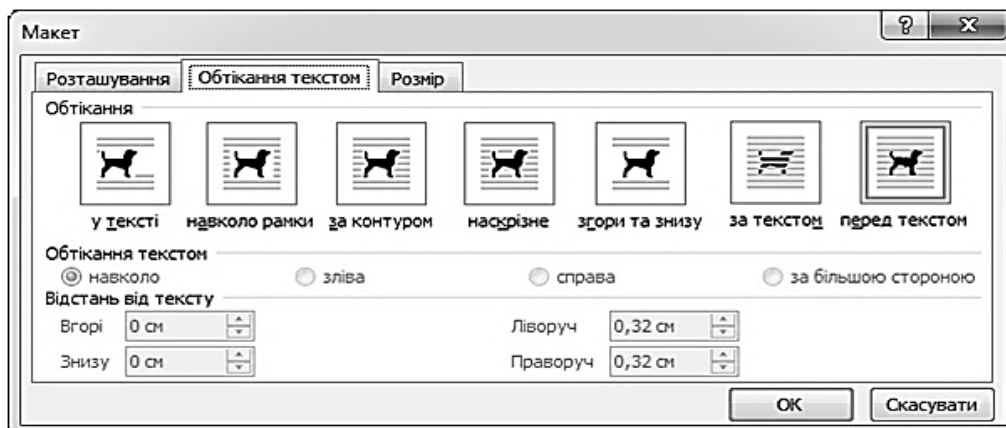 Макет
?
X
Розташування Обтікання текстом Розмір
Обтікання
у тексті навколо рамки за контуром наскрізне згори та знизу за текстом перед текстом
Обтікання текстом
навколо зліва справа за більшою стороною
Відстань від тексту
Вгорі 0 см Ліворуч 0,32 см
Знизу 0 см Праворуч 0,32 см
ОК Скасувати